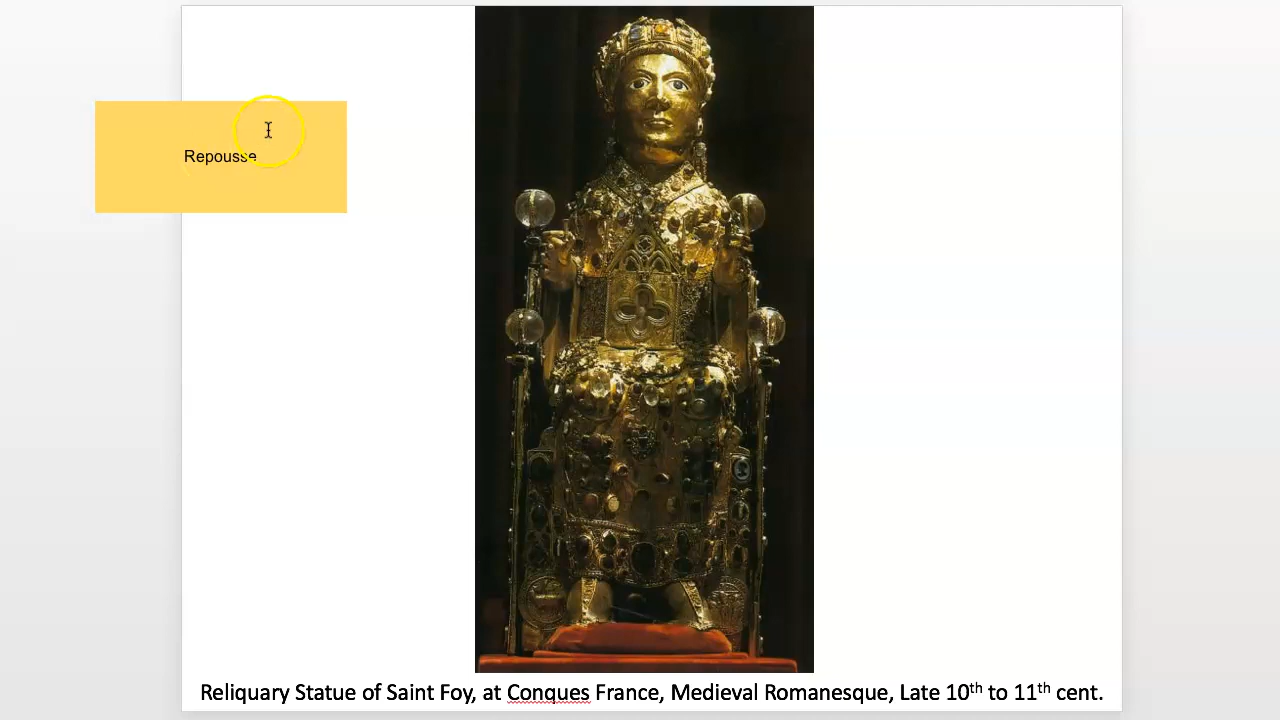 Repousse
Reliquary Statue of Saint Foy, at Conques France, Medieval Romanesque, Late 10th to 11th cent.